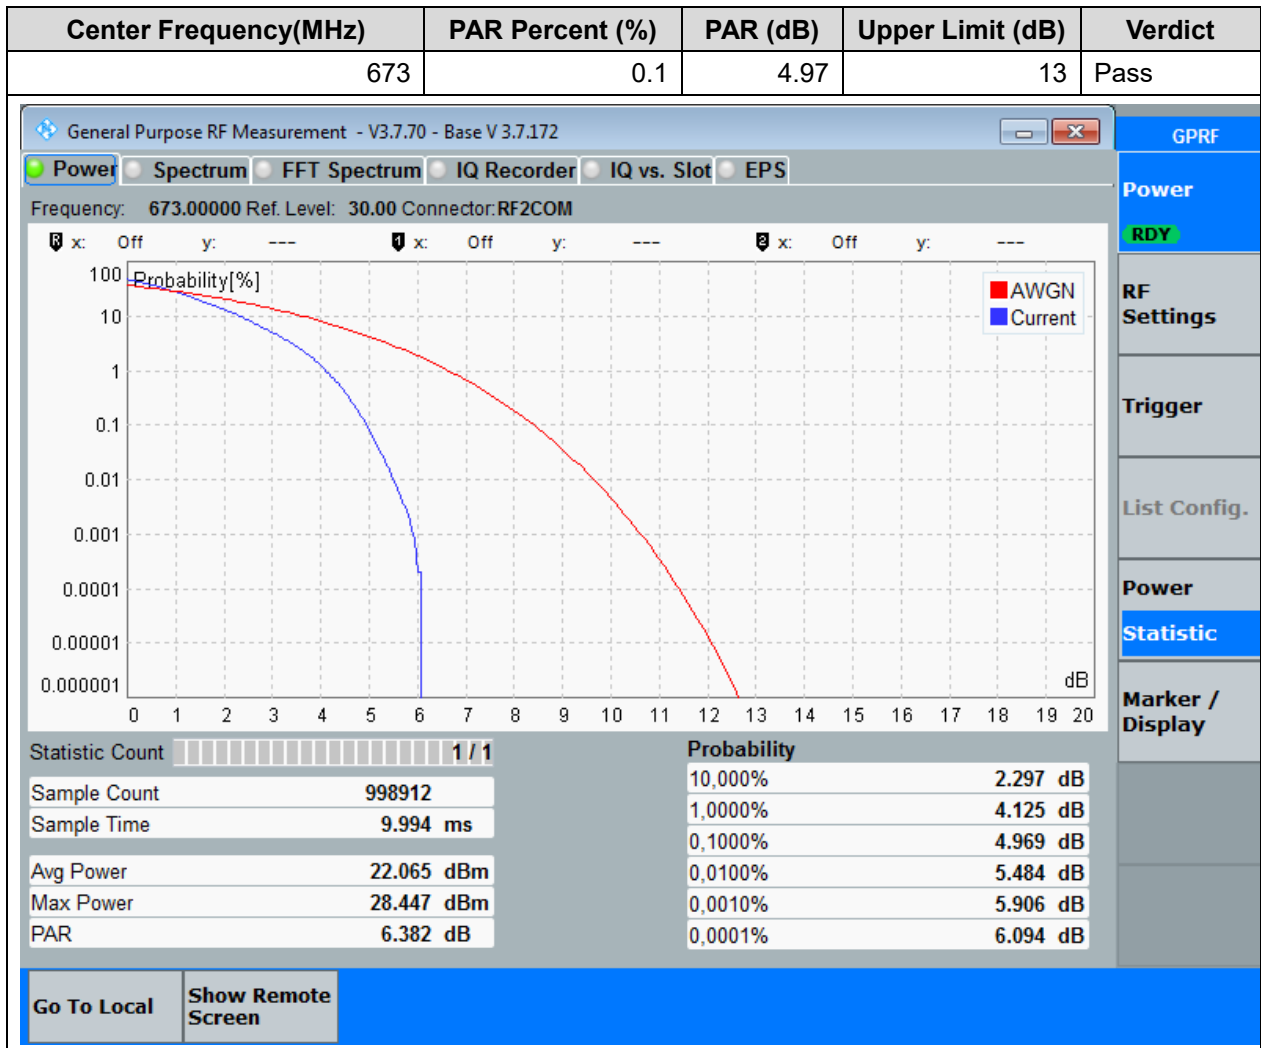 Center Frequency(MHz) PAR Percent (%) PAR (dB) Upper Limit (dB) Verdict
673 0.1 4.97 13 Pass
General Purpose RF Measurement - V3.7.70 - Base V 3.7.172
GPRF
Power Spectrum FFT Spectrum IQ Recorder IQ vs. Slot EPS
Power
RDY
Frequency: 673.00000 Ref. Level: 30.00 Connector: RF2COM
R x: Off y: --- 1 x: Off y: --- 2 x: Off y: ---
Probability[%]
AWGN
Current
100
10
1
0.1
0.01
0.001
0.0001
0.00001
0.000001
dB
0 1 2 3 4 5 6 7 8 9 10 11 12 13 14 15 16 17 18 19 20
RF
Settings
Trigger
List Config.
Power
Statistic
Marker /
Display
Statistic Count 1 / 1
Sample Count 998912
Sample Time 9.994 ms
Avg Power 22.065 dBm
Max Power 28.447 dBm
PAR 6.382 dB
Probability
10,000% 2.297 dB
1,0000% 4.125 dB
0,1000% 4.969 dB
0,0100% 5.484 dB
0,0010% 5.906 dB
0,0001% 6.094 dB
Go To Local
Show Remote
Screen